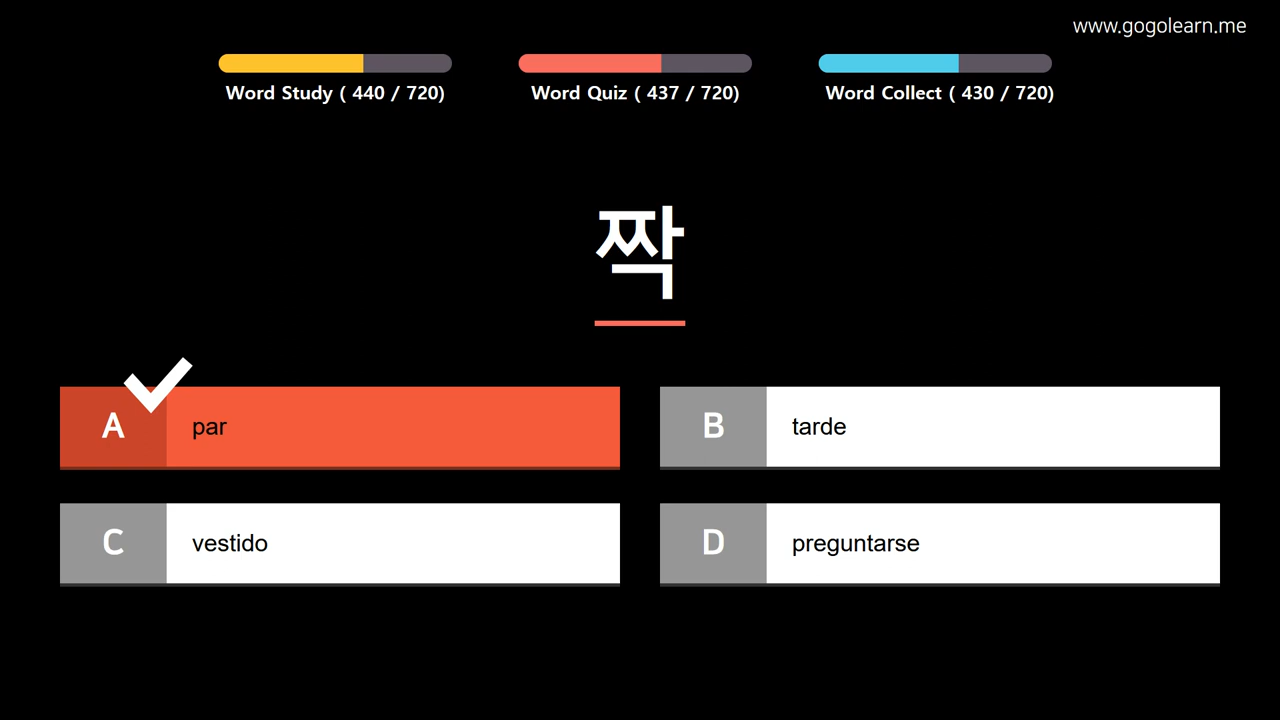 www.gogolearn.me
Word Study ( 440 / 720)
Word Quiz ( 437 / 720)
Word Collect ( 430 / 720)
짝
A par
B tarde
C vestido
D preguntarse